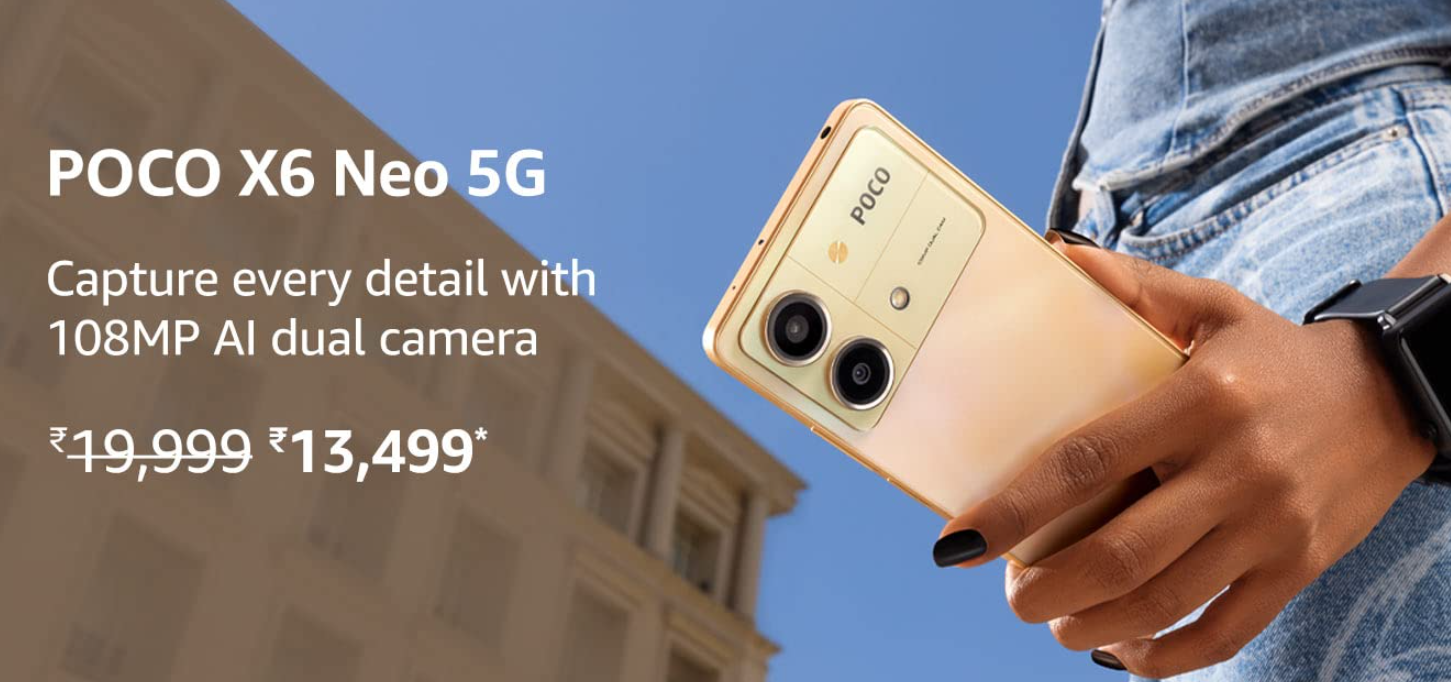 POCO X6 Neo 5G
Capture every detail with
108MP AI dual camera
₹19,999 ₹13,499*
POCO